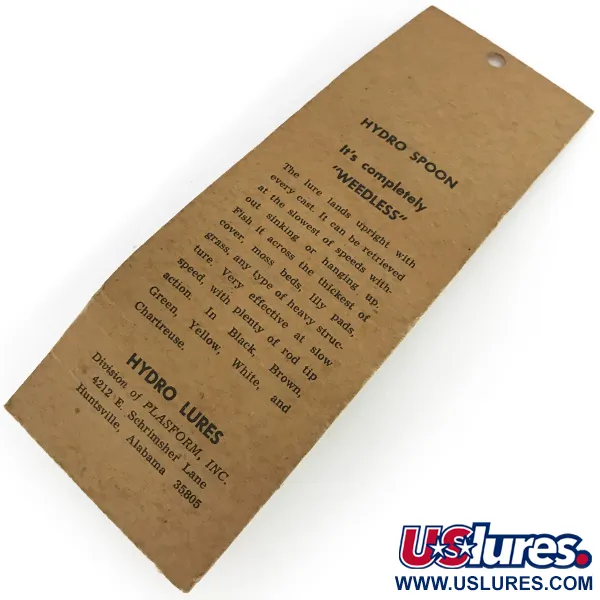 HYDRO SPOON
It's completely
"WEEDLESS"
The lure lands upright with
every cast. It can be retrieved
at the slowest of speeds with-
out sinking or hanging up
Fish it across the thickest of
cover, moss beds, lily pads,
grass, any type of heavy struc-
ture. Very effective at slow
speed, with plenty of rod tip
action. In Black, Brown,
Green, Yellow, White, and
Chartreuse.
HYDRO LURES
Division of PLASFORM, INC.
4212 E. Schrimsher Lane
Huntsville, Alabama 35805
USlures.
WWW.USLURES.COM